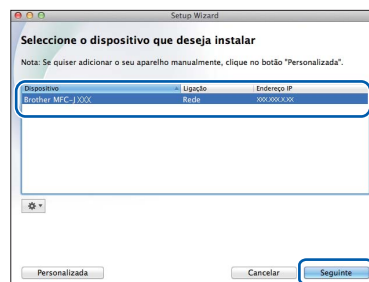 Setup Wizard
Seleccione o dispositivo que deseja instalar
Nota: Se quiser adicionar o seu aparelho manualmente, clique no botão "Personalizada".
Dispositivo Ligação Endereço IP
Brother MFC-JXXX Rede XXX.XXX.X.XX
Personalizada Cancelar Seguinte